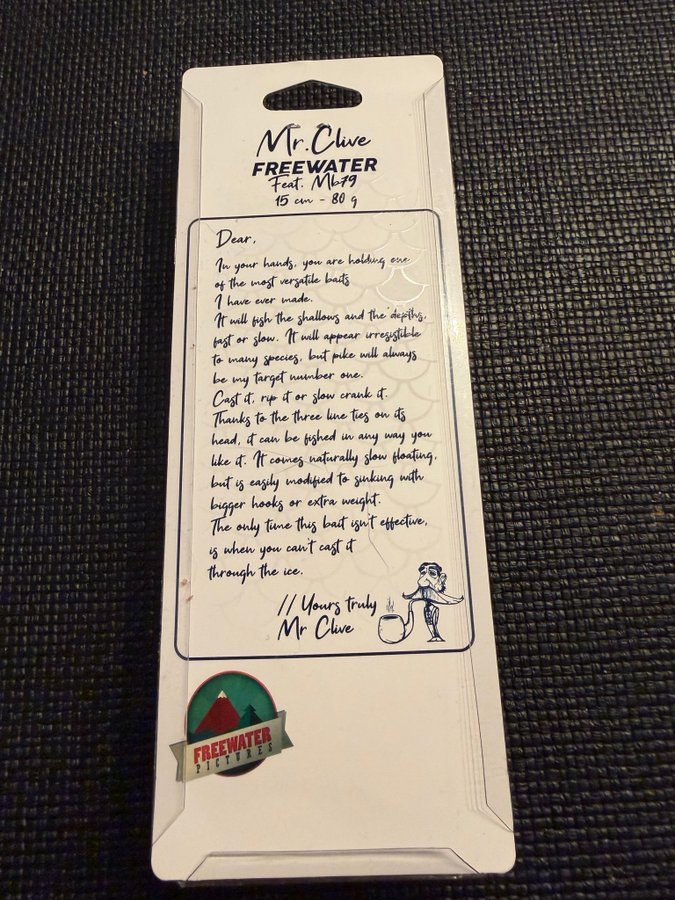 Mr. Clive
FREEWATER
Feat. Mb79
15 cm - 80 g
Dear,
In your hands, you are holding one
of the most versatile baits
I have ever made.
It will fish the shallows and the depths,
fast or slow. It will appear irresistible
to many species, but pike will always
be my target number one.
Cast it, rip it or slow crank it.
Thanks to the three line ties on its
head, it can be fished in any way you
like it. It comes naturally slow floating,
but is easily modified to sinking with
bigger hooks or extra weight.
The only time this bait isn't effective,
is when you can't cast it
through the ice.
// Yours truly
Mr Clive
FREEWATER
PICTURES